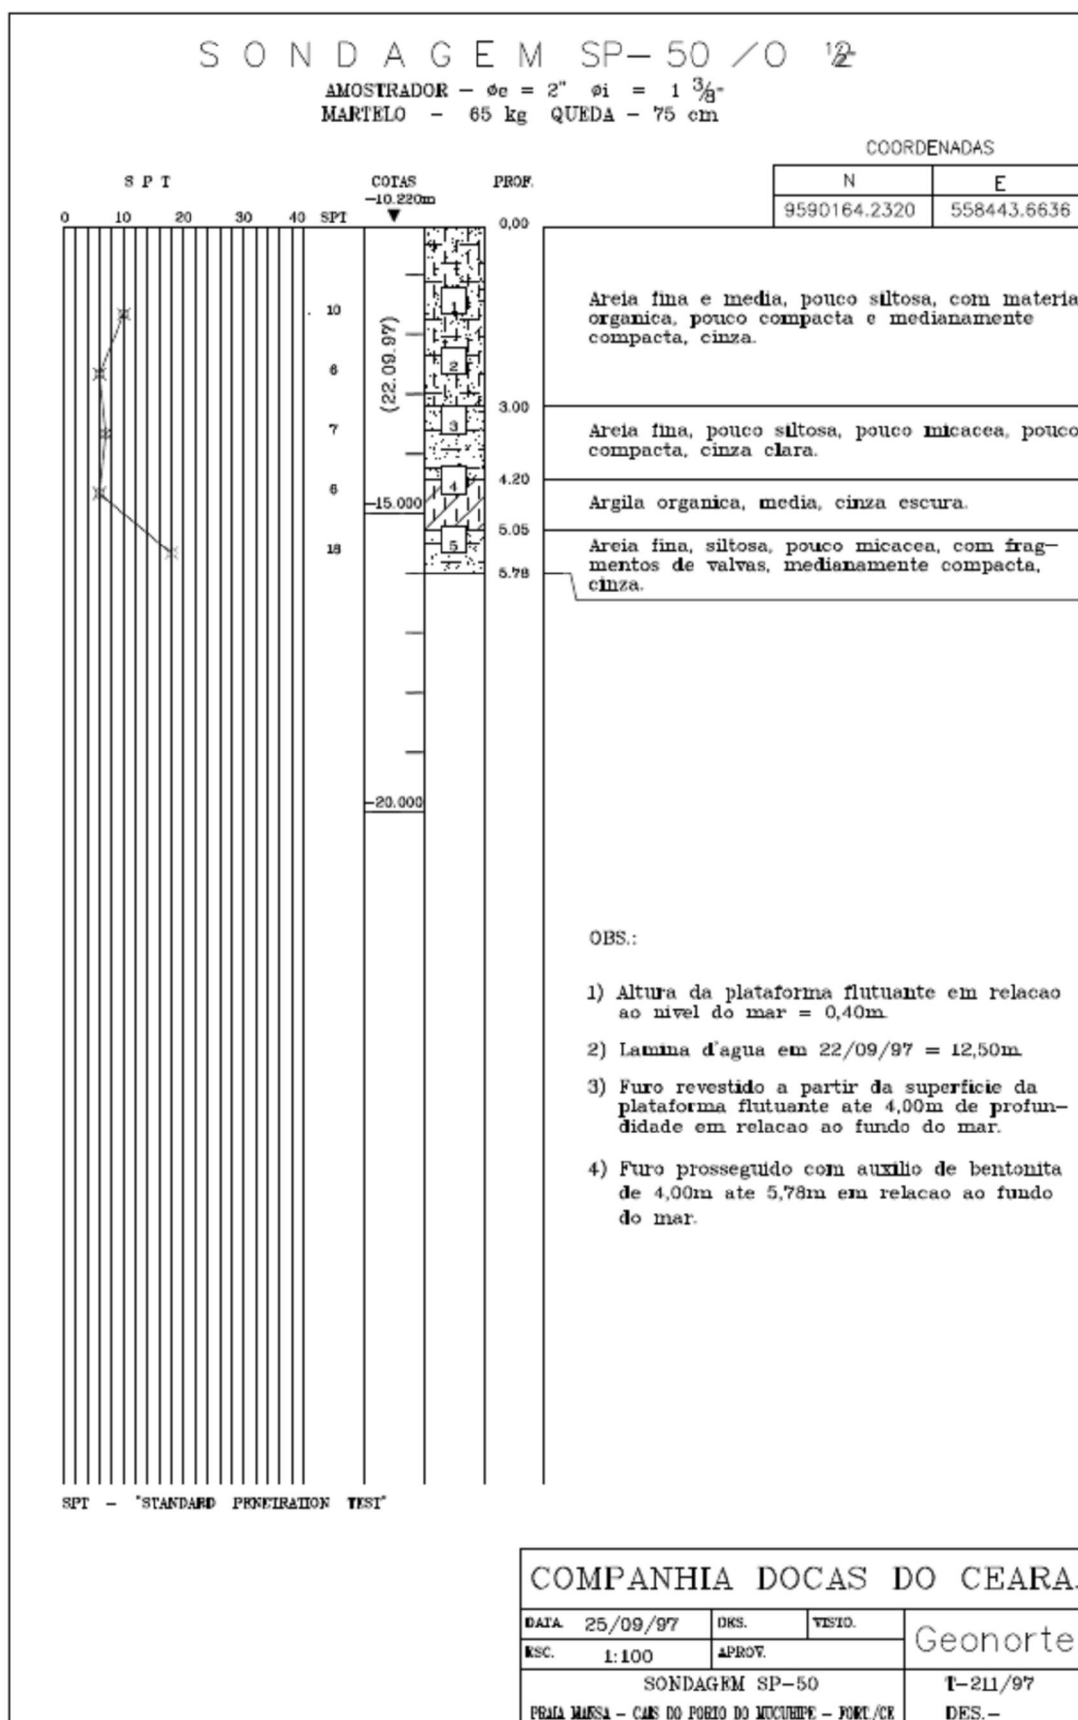 SONDAGEM SP-50 /O
AMOSTRADOR - øe = 2" øi = 1 3/8"
MARTELO - 65 kg QUEDA - 75 cm
COORDENADAS
N E
9590164.2320 558443.6636
S P T
COTAS
PROF.
-10.220m
0 10 20 30 40 SPT
0,00
10
6
7
6
18
(22.09.97)
1
2
3
4
5
3.00
4.20
5.05
5.78
-15.000
-20.000
Areia fina e media, pouco siltosa, com materia
organica, pouco compacta e medianamente
compacta, cinza.
Areia fina, pouco siltosa, pouco micacea, pouco
compacta, cinza clara.
Argila organica, media, cinza escura.
Areia fina, siltosa, pouco micacea, com frag-
mentos de valvas, medianamente compacta,
cinza.
OBS.:
1) Altura da plataforma flutuante em relacao
ao nivel do mar = 0,40m.
2) Lamina d'agua em 22/09/97 = 12,50m
3) Furo revestido a partir da superficie da
plataforma flutuante ate 4,00m de profun-
didade em relacao ao fundo do mar.
4) Furo prosseguido com auxilio de bentonita
de 4,00m ate 5,78m em relacao ao fundo
do mar.
SPT - "STANDARD PENETRATION TEST"
COMPANHIA DOCAS DO CEARA.
DATA. 25/09/97 DES. VISTO.
Geonorte
ESC. 1:100 APROV.
SONDAGEM SP-50 T-211/97
PRAIA MANSA - CAIS DO PORTO DO MUCURIPE - FORT./CE DES.-